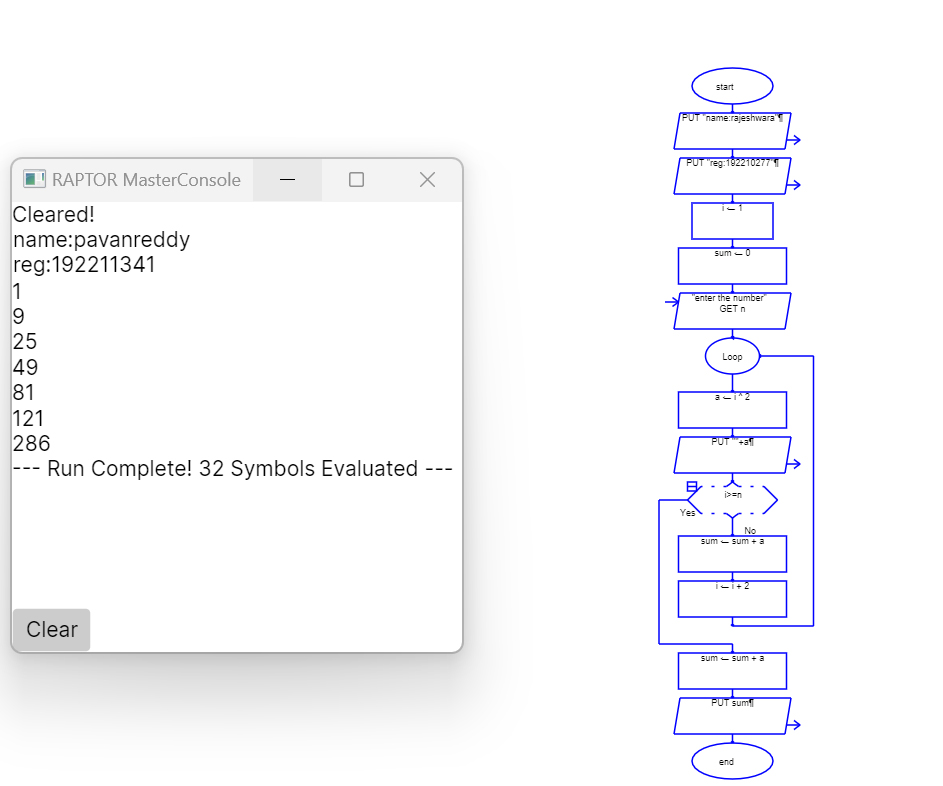 RAPTOR MasterConsole
Cleared!
name:pavanreddy
reg:192211341
1
9
25
49
81
121
286
--- Run Complete! 32 Symbols Evaluated ---
Clear
start
PUT "name:rajeshwara"¶
PUT "reg:192210277"¶
i ← 1
sum ← 0
"enter the number"
GET n
Loop
a ← i ^ 2
PUT ""+a¶
i>=n
Yes
No
sum ← sum + a
i ← i + 2
sum ← sum + a
PUT sum¶
end